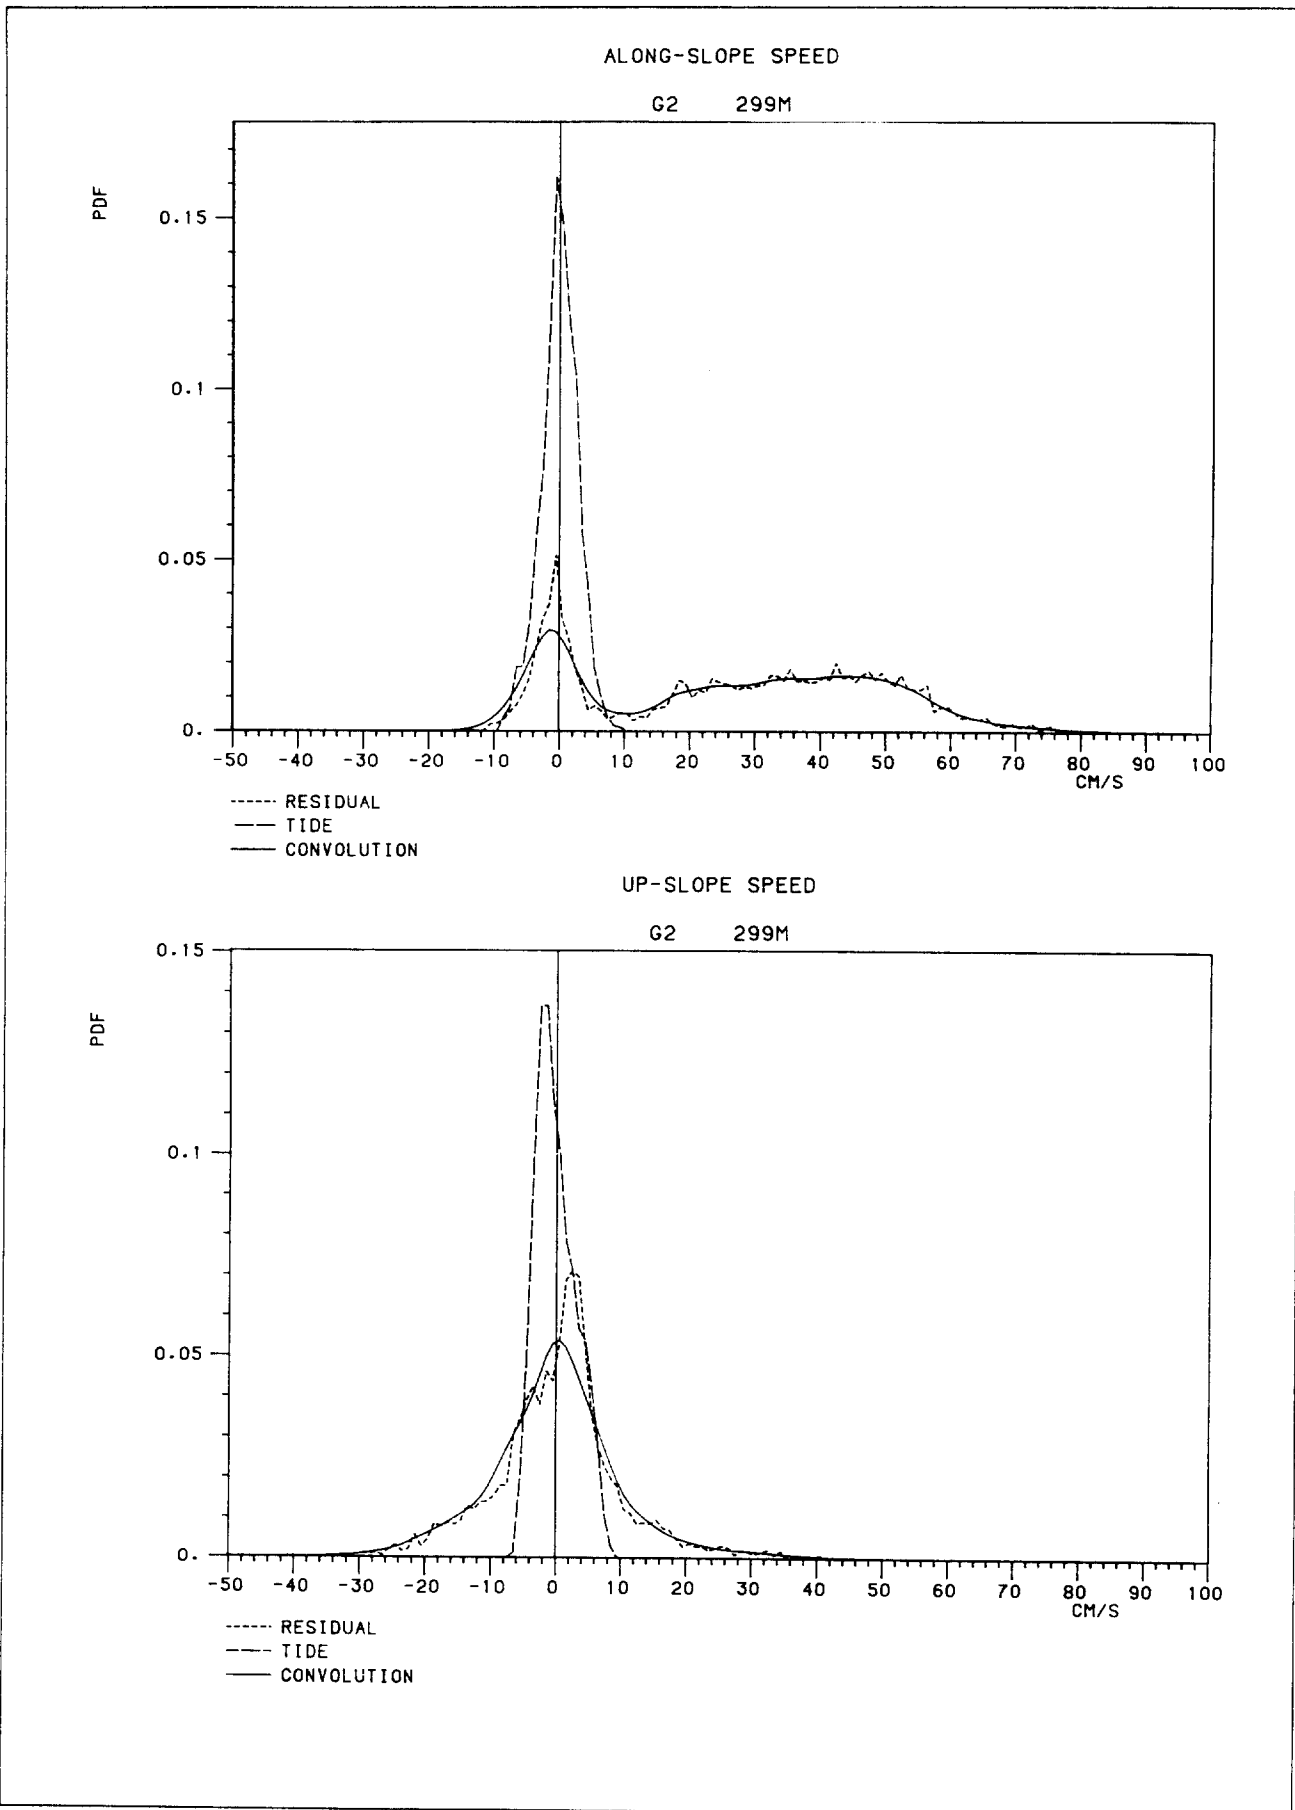 ALONG-SLOPE SPEED
G2 299M
PDF
0.15
0.1
0.05
0.
-50 -40 -30 -20 -10 0 10 20 30 40 50 60 70 80 90 100
CM/S
RESIDUAL
TIDE
CONVOLUTION
UP-SLOPE SPEED
G2 299M
0.15
PDF
0.1
0.05
0.
-50 -40 -30 -20 -10 0 10 20 30 40 50 60 70 80 90 100
CM/S
RESIDUAL
TIDE
CONVOLUTION